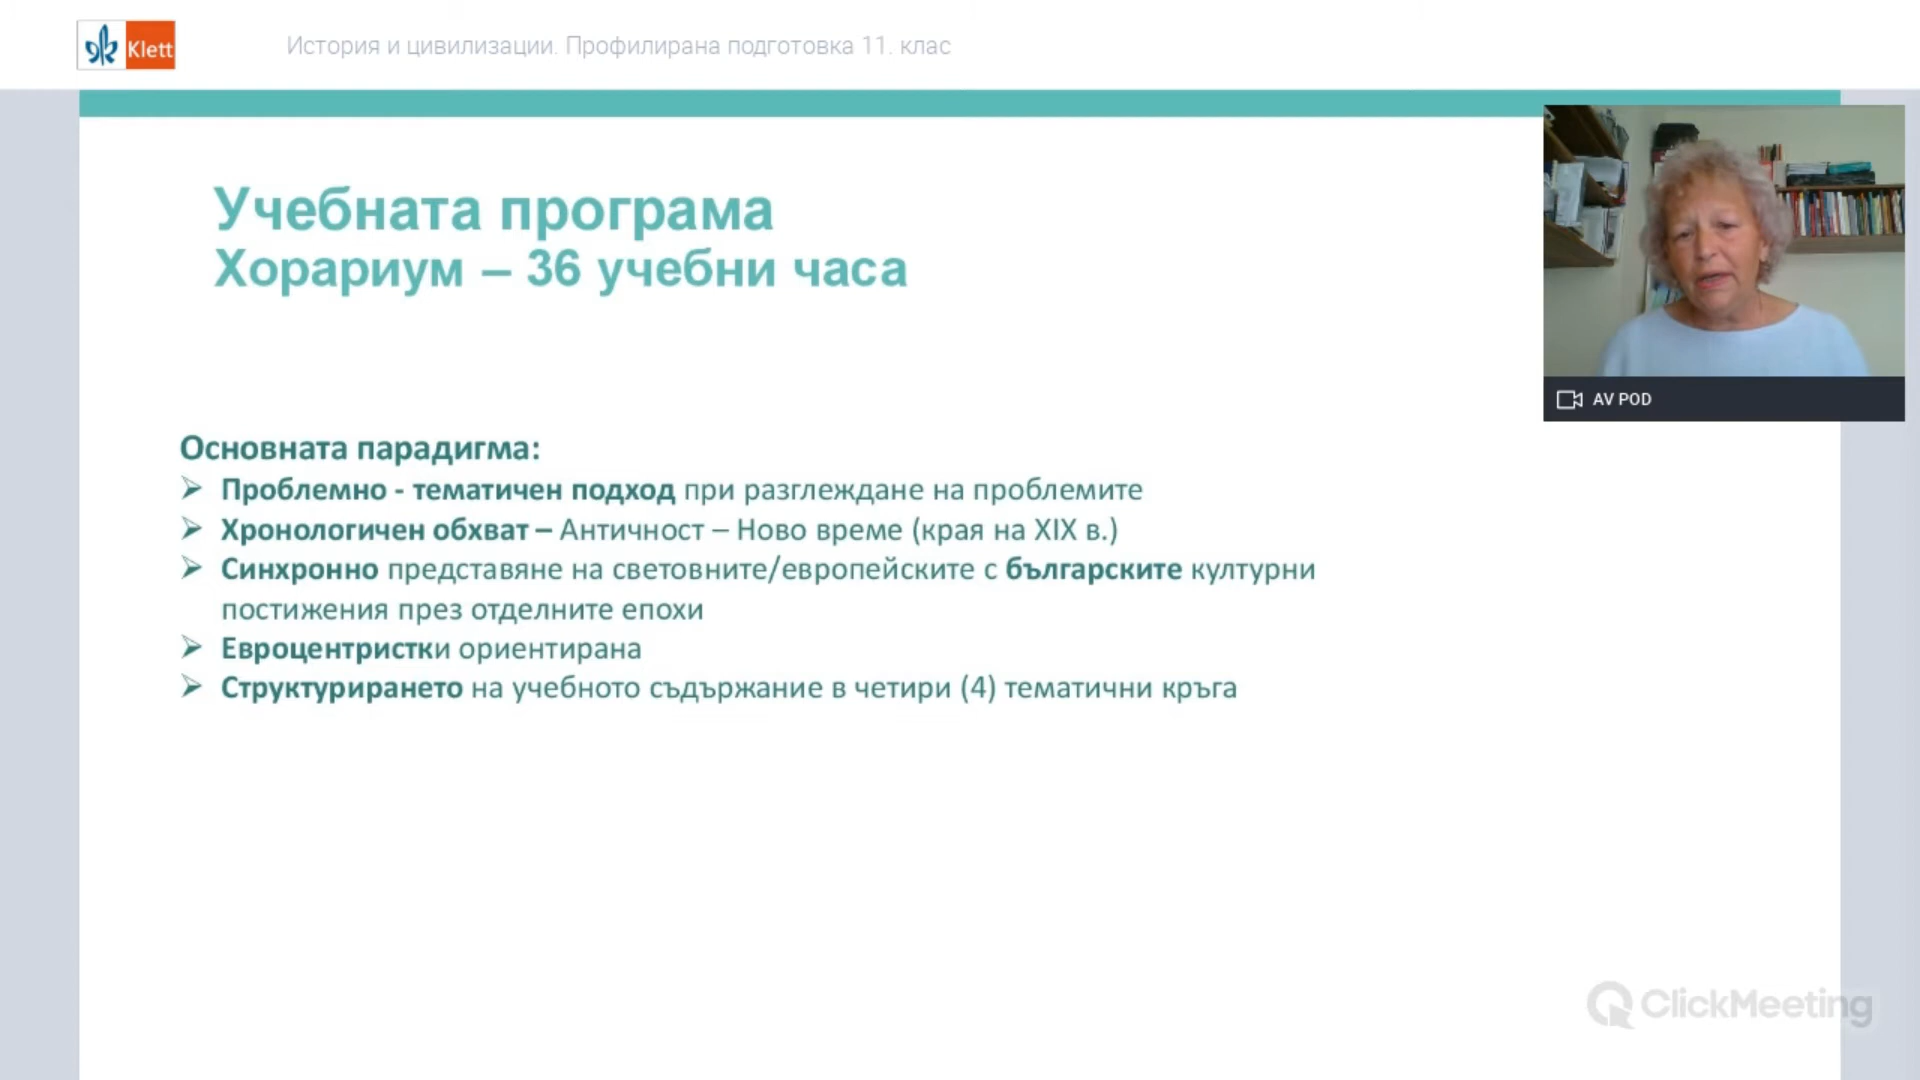 Klett
История и цивилизации. Профилирана подготовка 11. клас
Учебната програма
Хорариум – 36 учебни часа
AV POD
Основната парадигма:
➢ Проблемно - тематичен подход при разглеждане на проблемите
➢ Хронологичен обхват – Античност – Ново време (края на XIX в.)
➢ Синхронно представяне на световните/европейските с българските културни
постижения през отделните епохи
➢ Евроцентристки ориентирана
➢ Структурирането на учебното съдържание в четири (4) тематични кръга
ClickMeeting